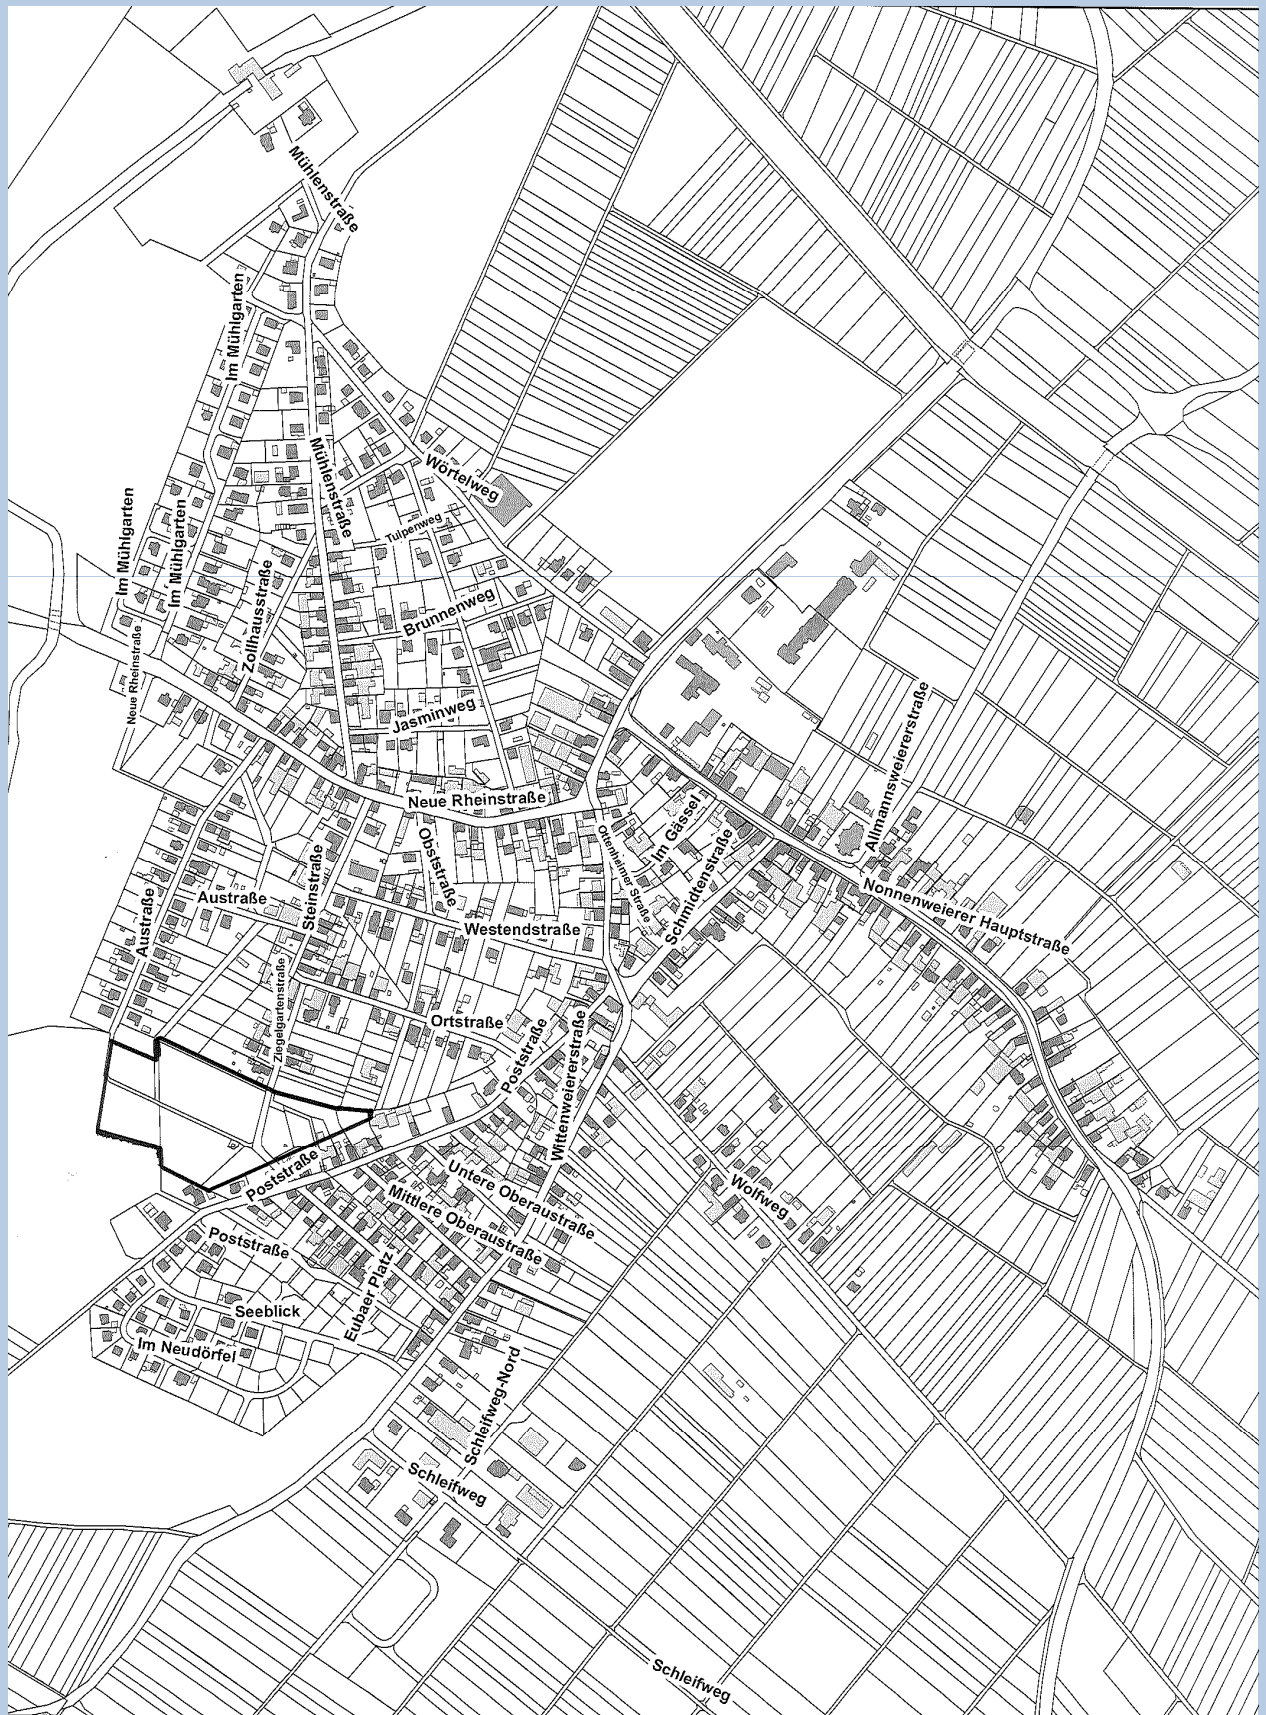 Mühlenstraße
Im Mühlgarten
Mühlenstraße
Wörtelweg
Im Mühlgarten
Im Mühlgarten
Tulpenweg
Zollhausstraße
Brunnenweg
Neue Rheinstraße
Jasminweg
Allmannsweiererstraße
Neue Rheinstraße
Im Gässel
Obststraße
Ottenheimer Straße
Schmidtenstraße
Steinstraße
Austraße
Austraße
Nonnenweierer Hauptstraße
Westendstraße
Ziegelgartenstraße
Ortstraße
Poststraße
Wittenweiererstraße
Poststraße
Untere Oberaustraße
Mittlere Oberaustraße
Wolfweg
Poststraße
Eubaer Platz
Seeblick
Im Neudörfel
Schleifweg-Nord
Schleifweg
Schleifweg